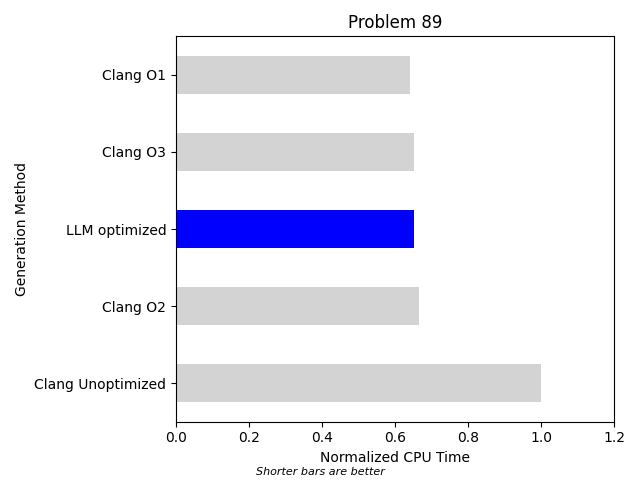 Problem 89
Generation Method
Clang O1
Clang O3
LLM optimized
Clang O2
Clang Unoptimized
0.0 0.2 0.4 0.6 0.8 1.0 1.2
Normalized CPU Time
Shorter bars are better